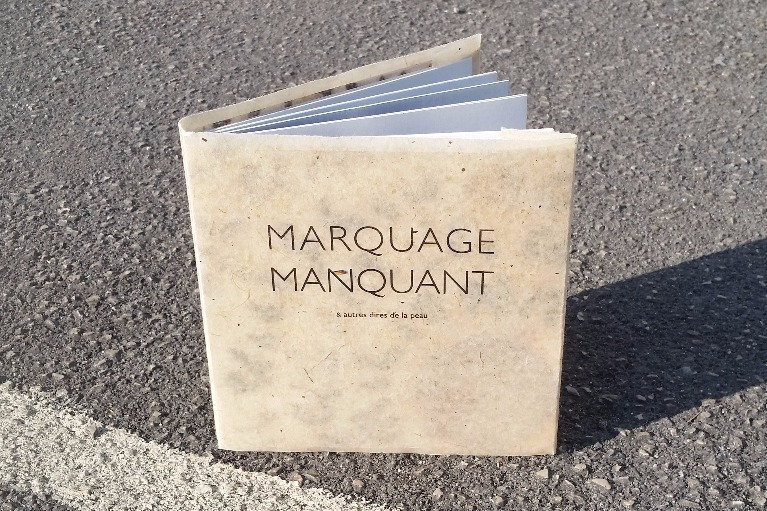 MARQUAGE
MANQUANT
& autres dires de la peau